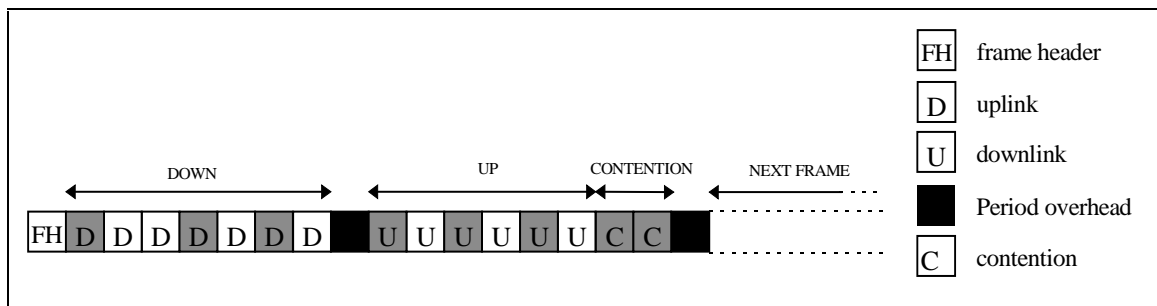 FH frame header
D uplink
U downlink
Period overhead
C contention
DOWN UP CONTENTION NEXT FRAME
FH D D D D D D D U U U U U U C C